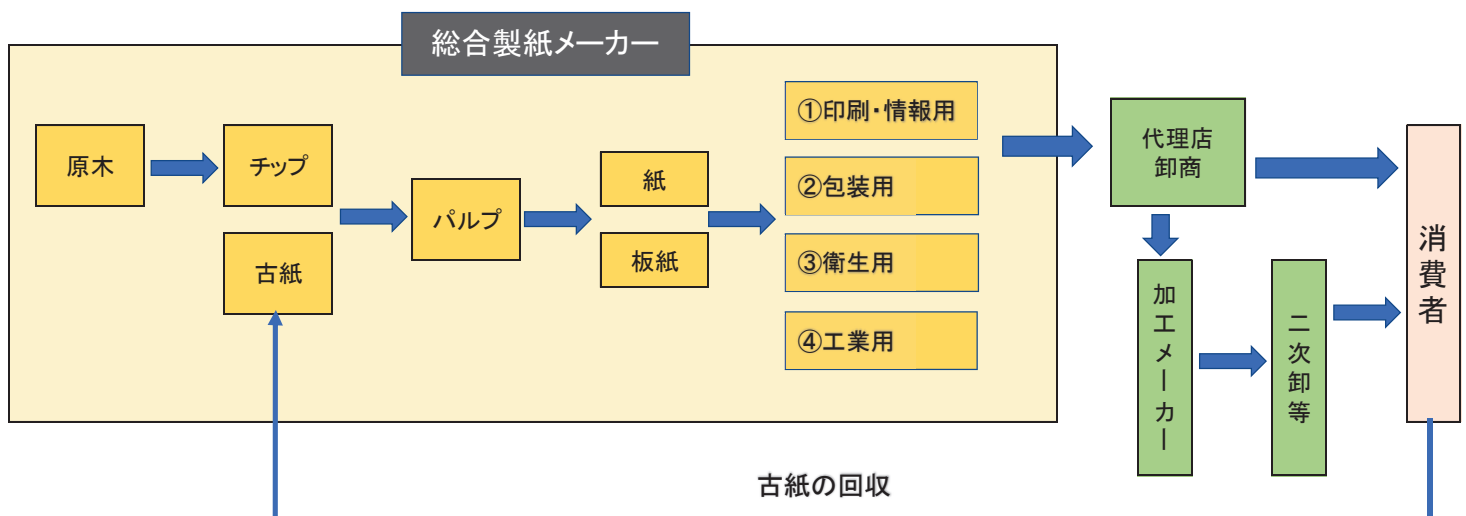 総合製紙メーカー
原木
チップ
古紙
パルプ
紙
板紙
①印刷・情報用
②包装用
③衛生用
④工業用
代理店
卸商
加工メーカー
二次卸等
消費者
古紙の回収